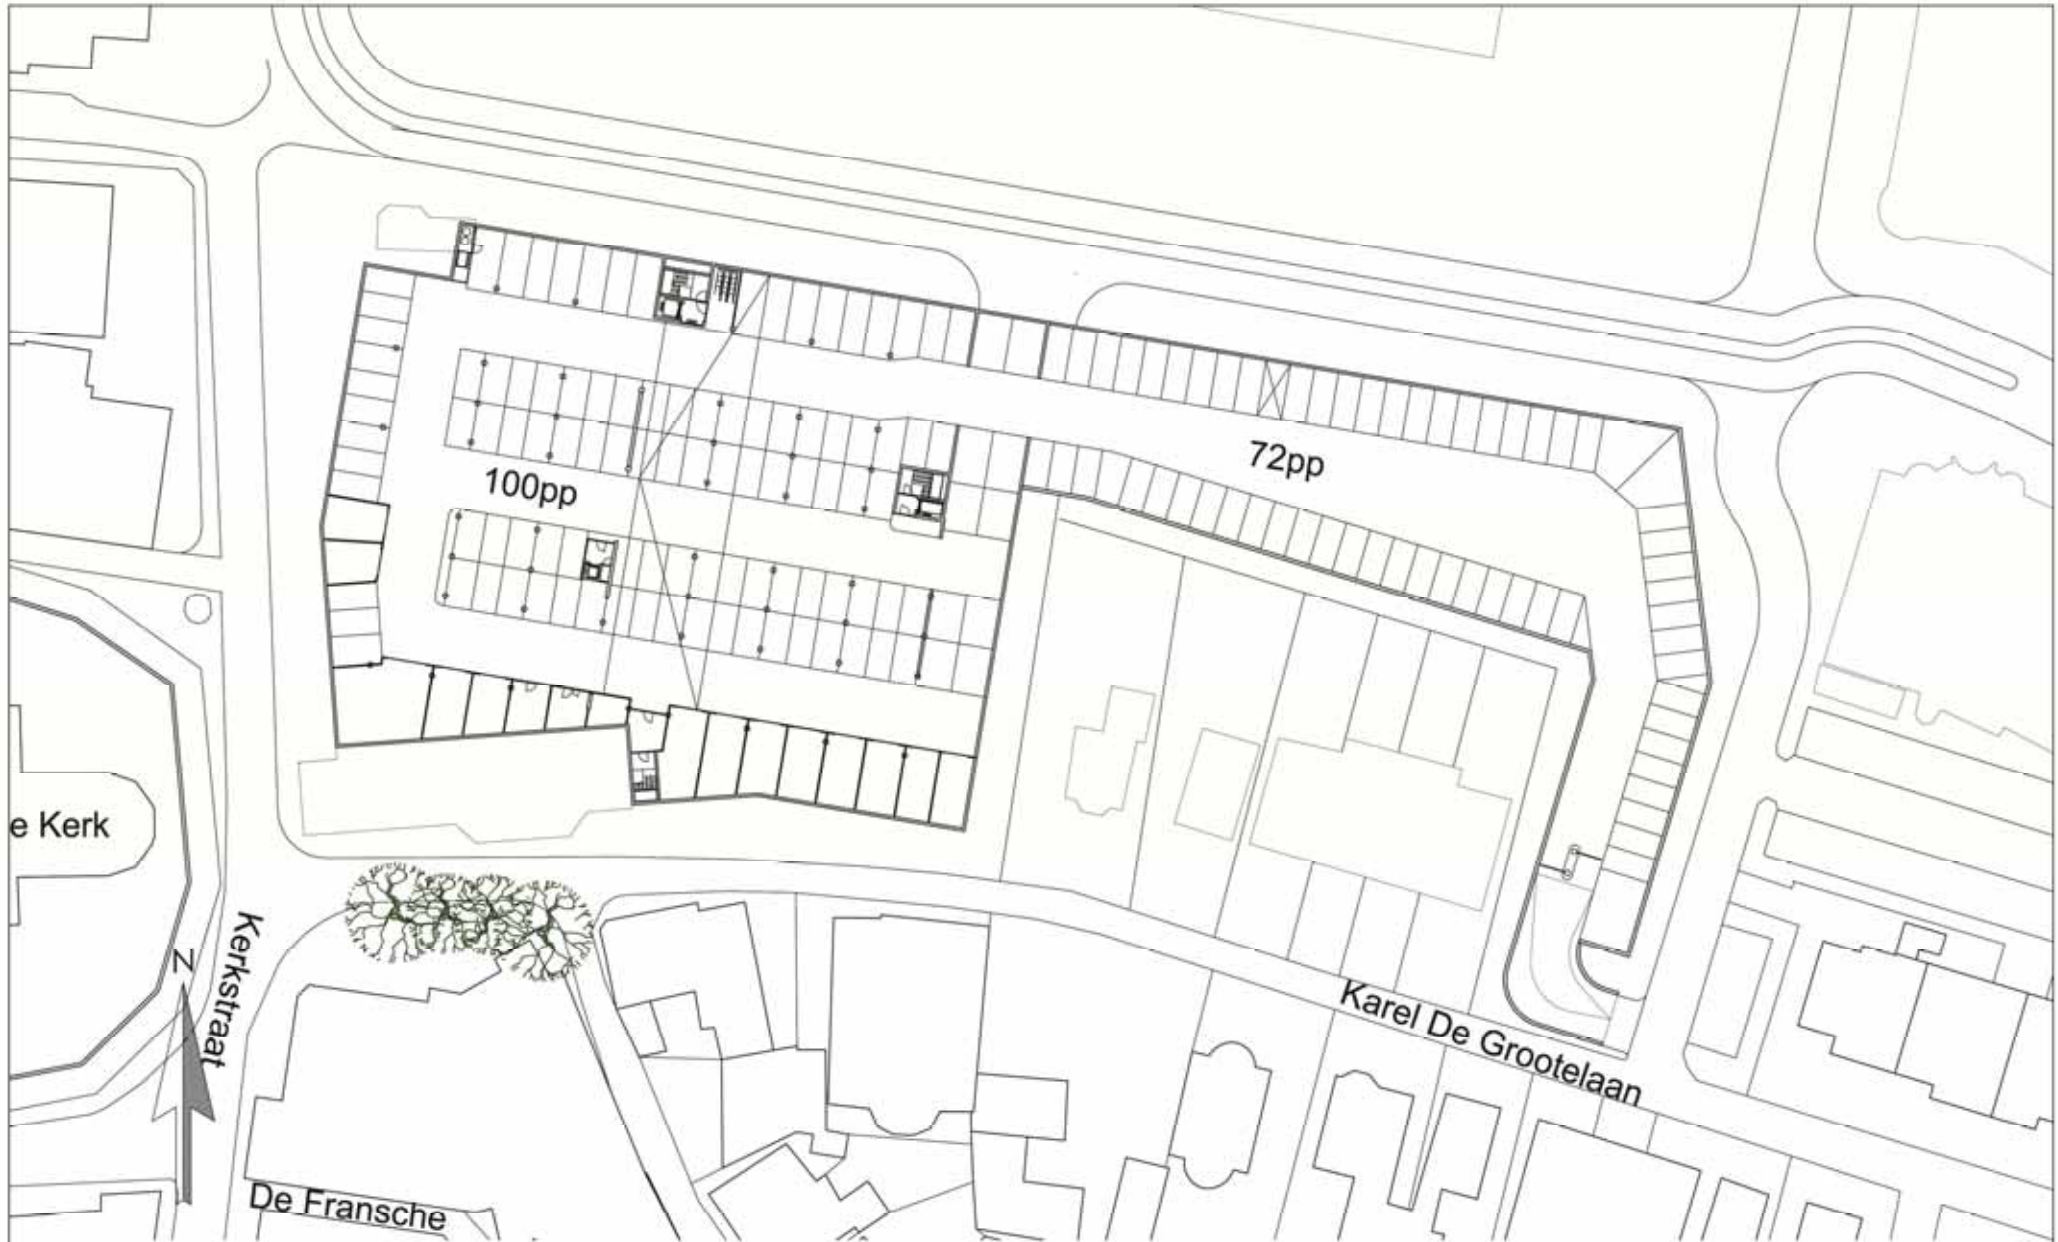 72pp
100pp
e Kerk
Kerkstraat
N
Karel De Grootelaan
De Fransche